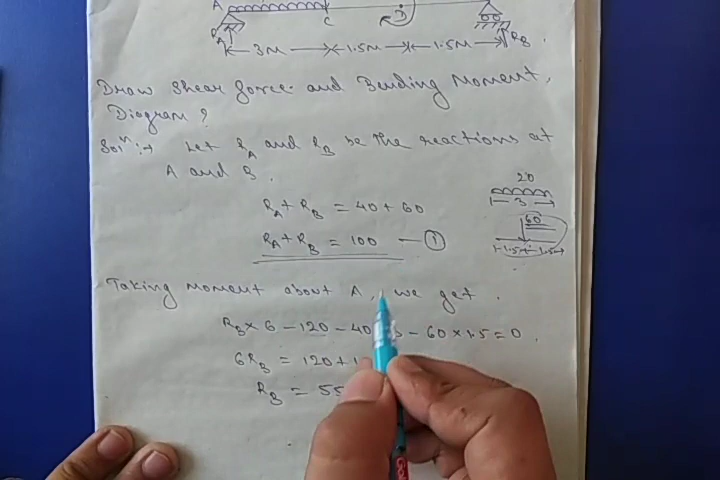 A
C
D
R_A
R_B
3M 1.5M 1.5M
Draw shear force and Bending Moment,
Diagram ?
Solⁿ :→ Let R_A and R_B be the reactions at
A and B.
R_A + R_B = 40 + 60
R_A + R_B = 100 — ①
20
3
60
1.5 1.5
Taking Moment about A, we get.
R_B × 6 - 120 - 40 - 60 × 1.5 = 0.
6R_B = 120 + 1
R_B = 55